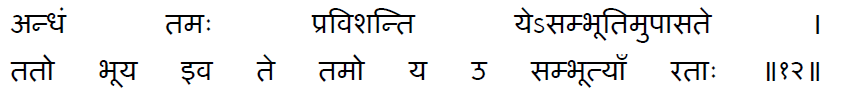 अन्धं तमः प्रविशन्ति येऽसम्भूतिमुपासते ।
ततो भूय इव ते तमो य उ सम्भूत्याँ रताः ॥१२॥